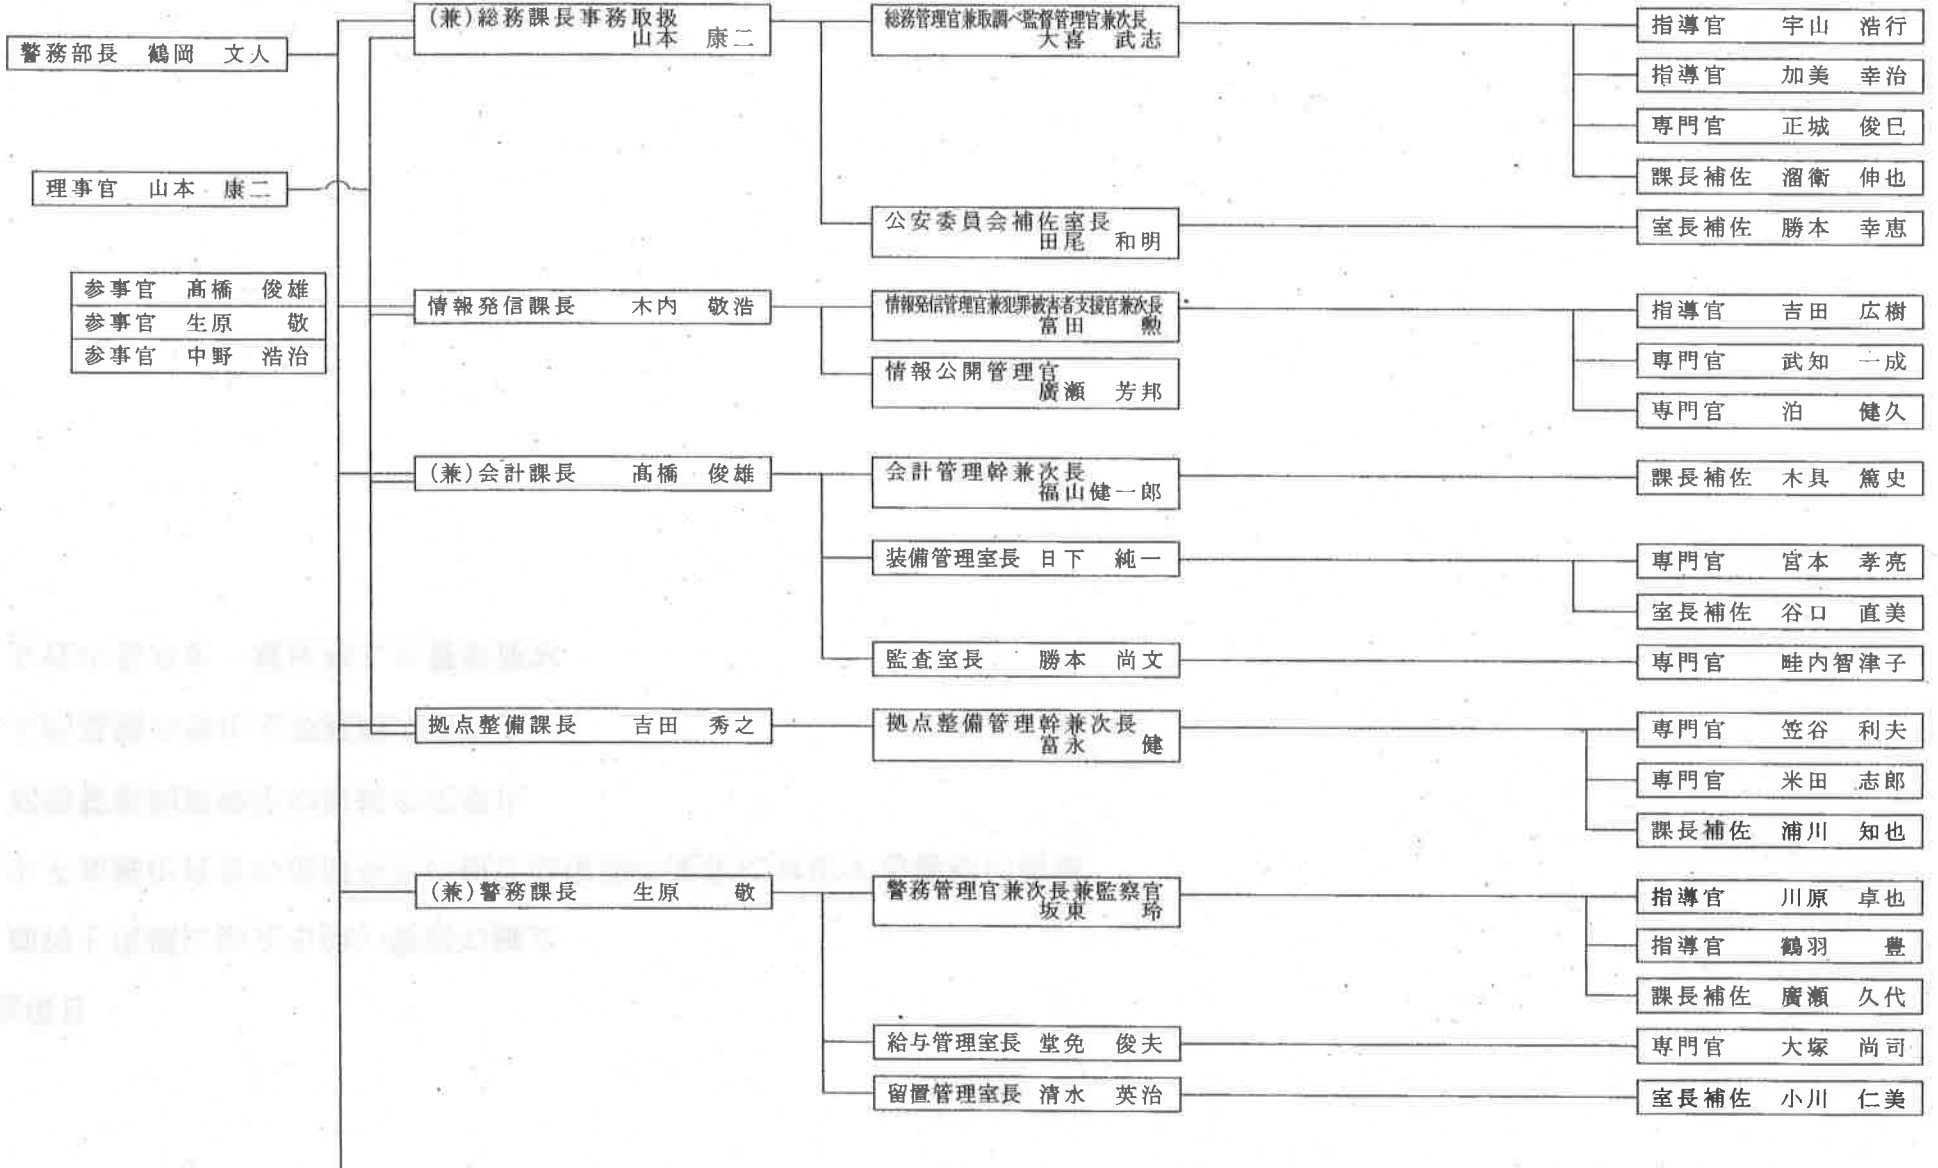 警務部長 鶴岡 文人
理事官 山本 康二
参事官 髙橋 俊雄
参事官 生原 敬
参事官 中野 浩治
(兼)総務課長事務取扱
山本 康二
総務管理官兼取調べ監督管理官兼次長
大喜 武志
指導官 宇山 浩行
指導官 加美 幸治
専門官 正城 俊巳
課長補佐 溜衛 伸也
公安委員会補佐室長
田尾 和明
室長補佐 勝本 幸恵
情報発信課長 木内 敬浩
情報発信管理官兼犯罪被害者支援官兼次長
富田 勲
指導官 吉田 広樹
専門官 武知 一成
専門官 泊 健久
情報公開管理官
廣瀬 芳邦
(兼)会計課長 髙橋 俊雄
会計管理幹兼次長
福山健一郎
課長補佐 木具 篤史
装備管理室長 日下 純一
専門官 宮本 孝亮
室長補佐 谷口 直美
監査室長 勝本 尚文
専門官 畦内智津子
拠点整備課長 吉田 秀之
拠点整備管理幹兼次長
富永 健
専門官 笠谷 利夫
専門官 米田 志郎
課長補佐 浦川 知也
(兼)警務課長 生原 敬
警務管理官兼次長兼監察官
坂東 玲
指導官 川原 卓也
指導官 鶴羽 豊
課長補佐 廣瀬 久代
給与管理室長 堂免 俊夫
専門官 大塚 尚司
留置管理室長 清水 英治
室長補佐 小川 仁美